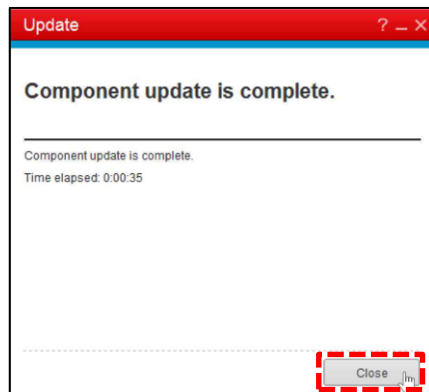 Update ? – ×
Component update is complete.
Component update is complete.
Time elapsed: 0:00:35
Close